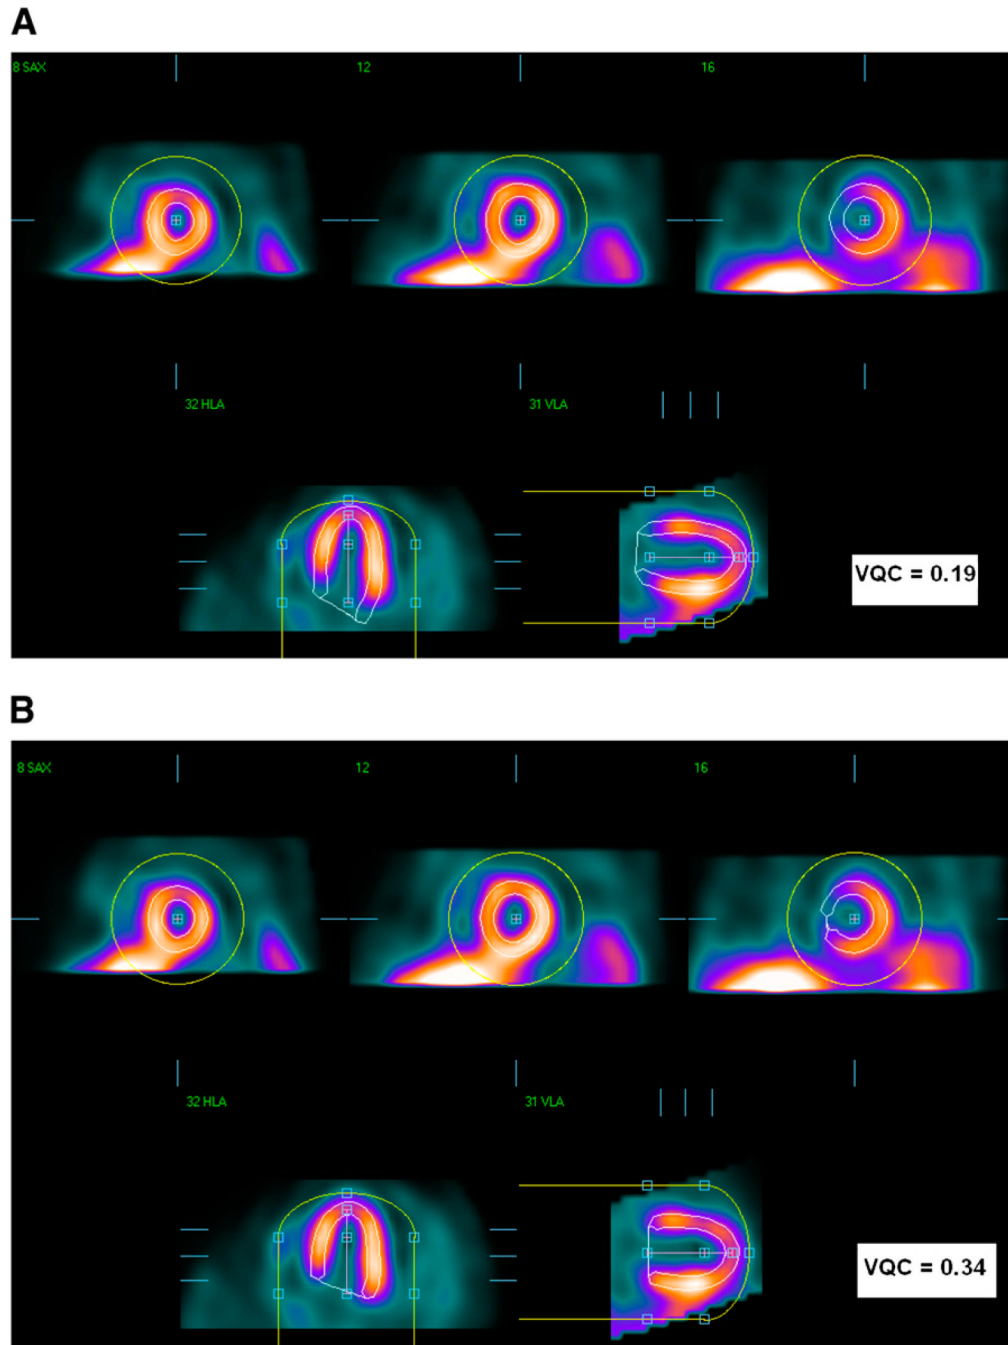 A
8 SAX
12
16
32 HLA
31 VLA
VQC = 0.19
B
8 SAX
12
16
32 HLA
31 VLA
VQC = 0.34